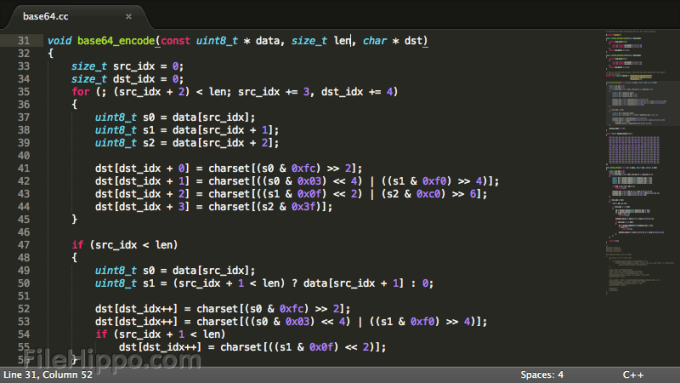 base64.cc ×
31 void base64_encode(const uint8_t * data, size_t len, char * dst)
32 {
33 size_t src_idx = 0;
34 size_t dst_idx = 0;
35 for (; (src_idx + 2) < len; src_idx += 3, dst_idx += 4)
36 {
37 uint8_t s0 = data[src_idx];
38 uint8_t s1 = data[src_idx + 1];
39 uint8_t s2 = data[src_idx + 2];
40
41 dst[dst_idx + 0] = charset[(s0 & 0xfc) >> 2];
42 dst[dst_idx + 1] = charset[((s0 & 0x03) << 4) | ((s1 & 0xf0) >> 4)];
43 dst[dst_idx + 2] = charset[((s1 & 0x0f) << 2) | (s2 & 0xc0) >> 6];
44 dst[dst_idx + 3] = charset[(s2 & 0x3f)];
45 }
46
47 if (src_idx < len)
48 {
49 uint8_t s0 = data[src_idx];
50 uint8_t s1 = (src_idx + 1 < len) ? data[src_idx + 1] : 0;
51
52 dst[dst_idx++] = charset[(s0 & 0xfc) >> 2];
53 dst[dst_idx++] = charset[((s0 & 0x03) << 4) | ((s1 & 0xf0) >> 4)];
54 if (src_idx + 1 < len)
55 dst[dst_idx++] = charset[((s1 & 0x0f) << 2)];
FileHippo.com
Line 31, Column 52 Spaces: 4 C++